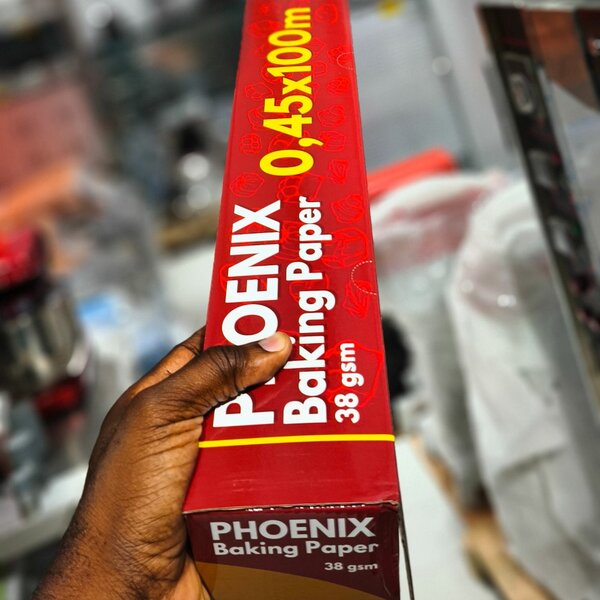 PHOENIX
Baking Paper
38 gsm
0,45x100m
PHOENIX
Baking Paper
38 gsm